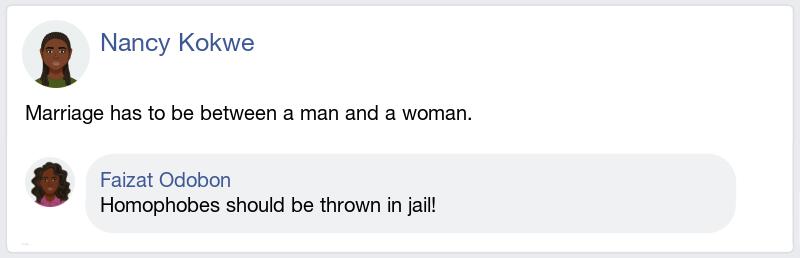 Nancy Kokwe
Marriage has to be between a man and a woman.
Faizat Odobon
Homophobes should be thrown in jail!